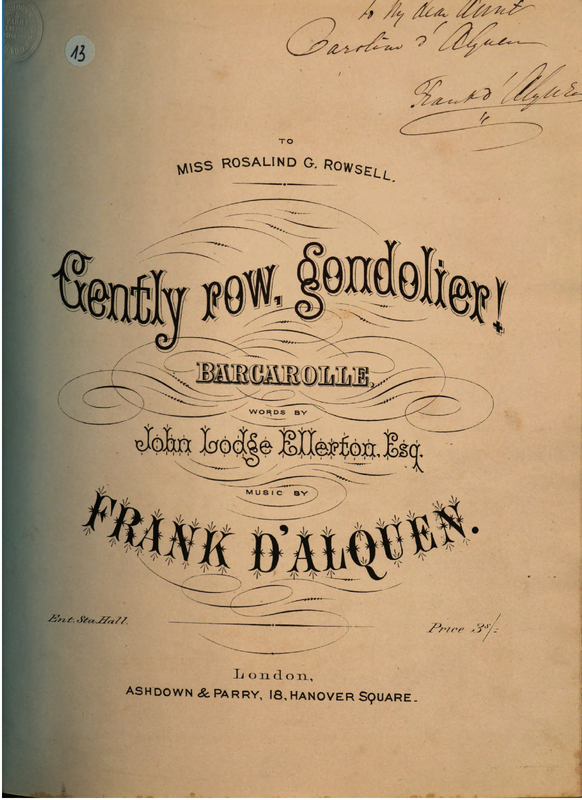 13
to My dear Aunt
Caroline d'Alquen
Frank d'Alquen
TO
MISS ROSALIND G. ROWSELL.
Gently row, gondolier!
BARCAROLLE,
WORDS BY
John Lodge Ellerton, Esq.
MUSIC BY
FRANK D'ALQUEN.
Ent. Sta. Hall.
Price 3s/=
London,
ASHDOWN & PARRY, 18, HANOVER SQUARE.